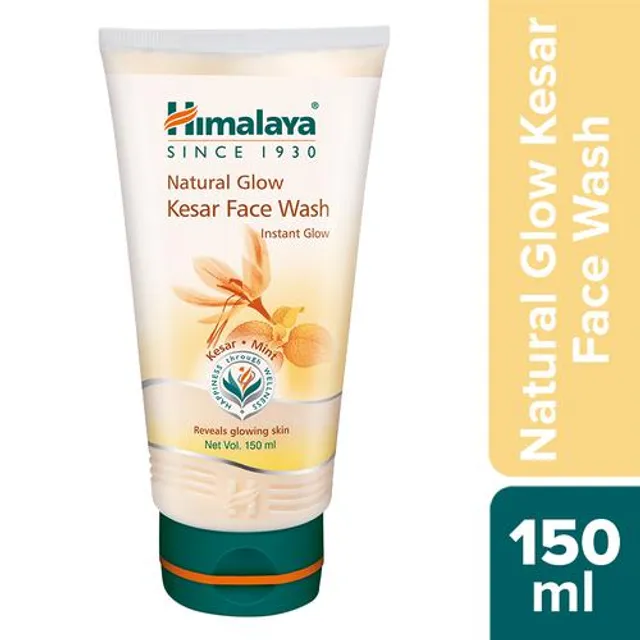 Himalaya®
SINCE 1930
Natural Glow
Kesar Face Wash
Instant Glow
Kesar • Mint
HAPPINESS through WELLNESS
Reveals glowing skin
Net Vol. 150 ml
H
Natural Glow Kesar
Face Wash
150
ml